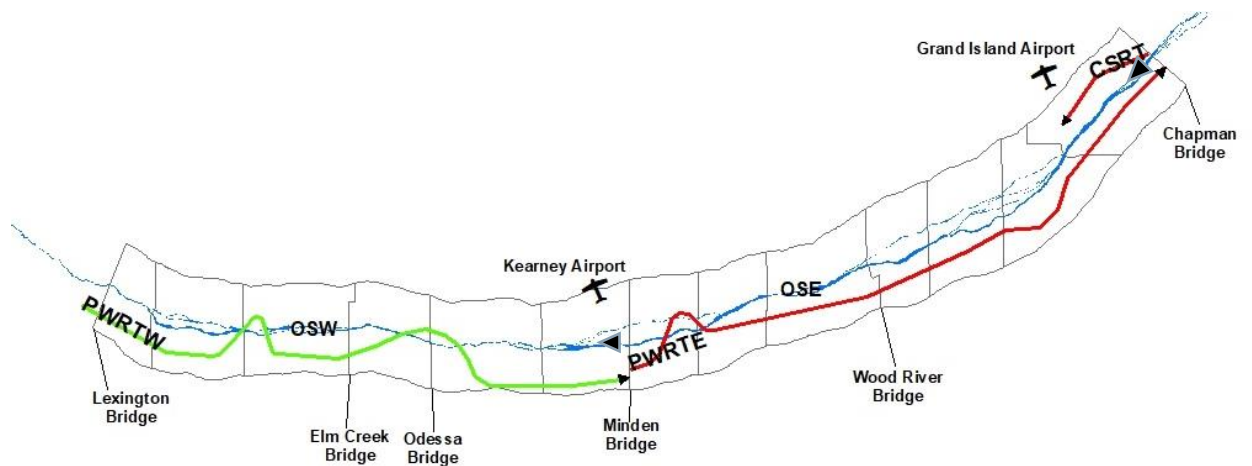 Grand Island Airport
CSRT
Chapman
Bridge
Kearney Airport
OSE
PWRTW
OSW
PWRTE
Wood River
Bridge
Lexington
Bridge
Elm Creek
Bridge
Odessa
Bridge
Minden
Bridge